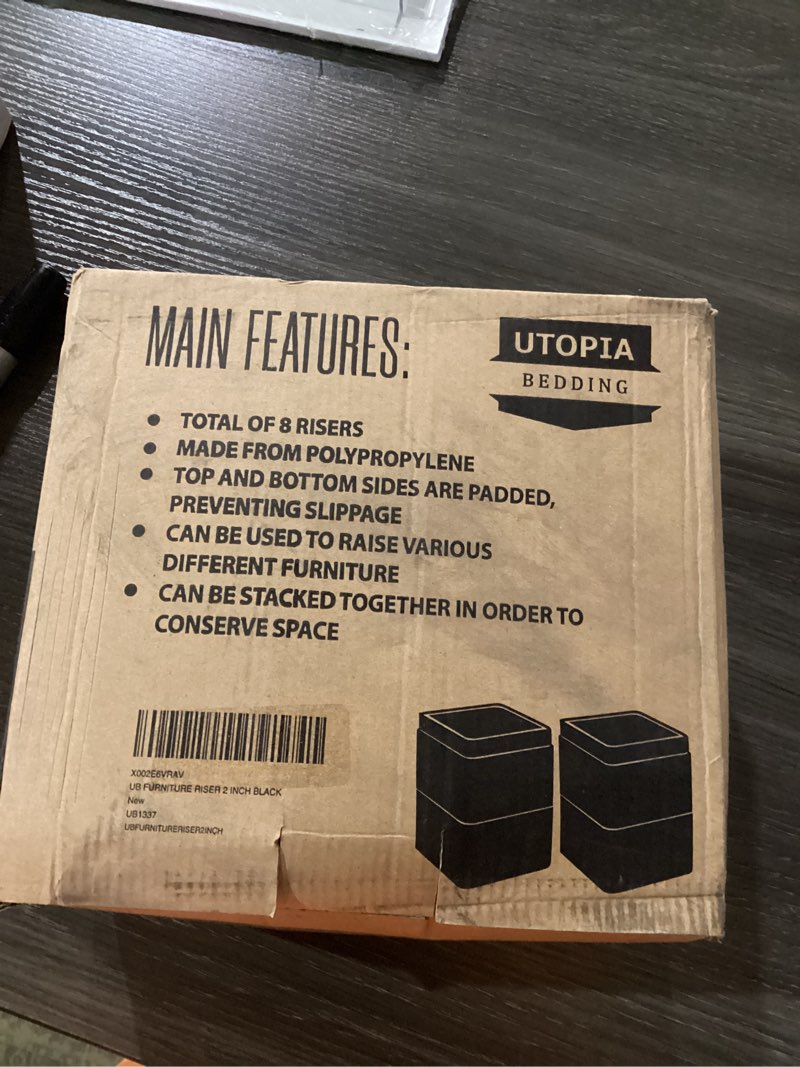 MAIN FEATURES:
UTOPIA
BEDDING
● TOTAL OF 8 RISERS
● MADE FROM POLYPROPYLENE
● TOP AND BOTTOM SIDES ARE PADDED,
PREVENTING SLIPPAGE
● CAN BE USED TO RAISE VARIOUS
DIFFERENT FURNITURE
● CAN BE STACKED TOGETHER IN ORDER TO
CONSERVE SPACE
X002E6VRAV
UB FURNITURE RISER 2 INCH BLACK
New
UB1337
UBFURNITURERISER2INCH